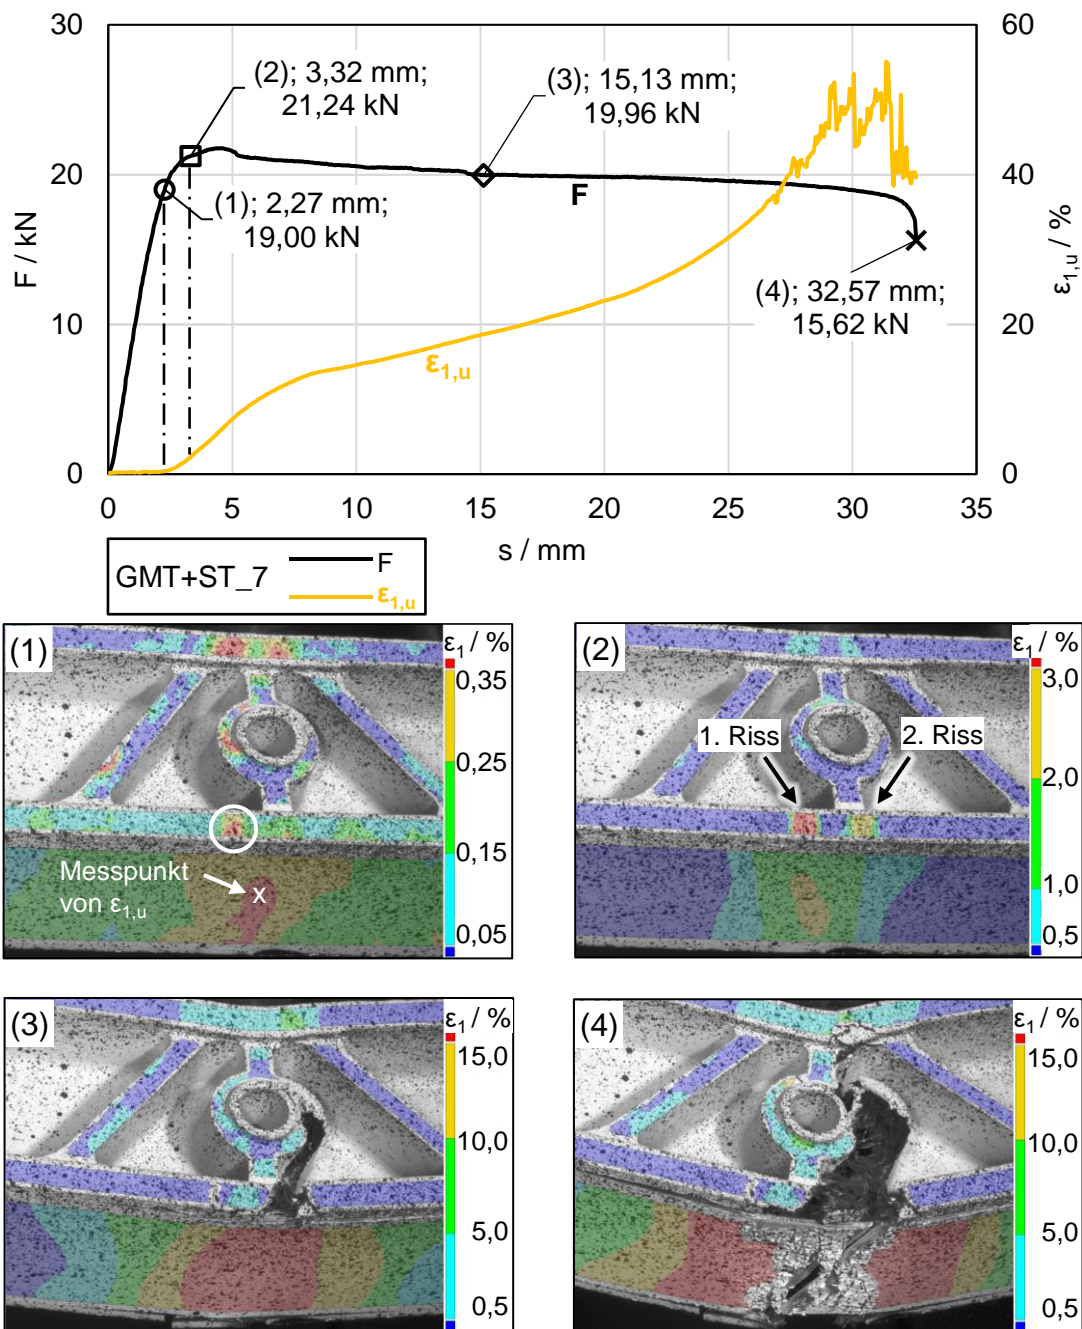 30
20
10
0
F / kN
60
40
20
0
ε1,u / %
(2); 3,32 mm;
21,24 kN
(3); 15,13 mm;
19,96 kN
(1); 2,27 mm;
19,00 kN
F
(4); 32,57 mm;
15,62 kN
ε1,u
0 5 10 15 20 25 30 35
s / mm
GMT+ST_7
F
ε1,u
(1)
ε1 / %
0,35
0,25
0,15
0,05
Messpunkt
von ε1,u
x
(2)
ε1 / %
3,0
2,0
1,0
0,5
1. Riss
2. Riss
(3)
ε1 / %
15,0
10,0
5,0
0,5
(4)
ε1 / %
15,0
10,0
5,0
0,5